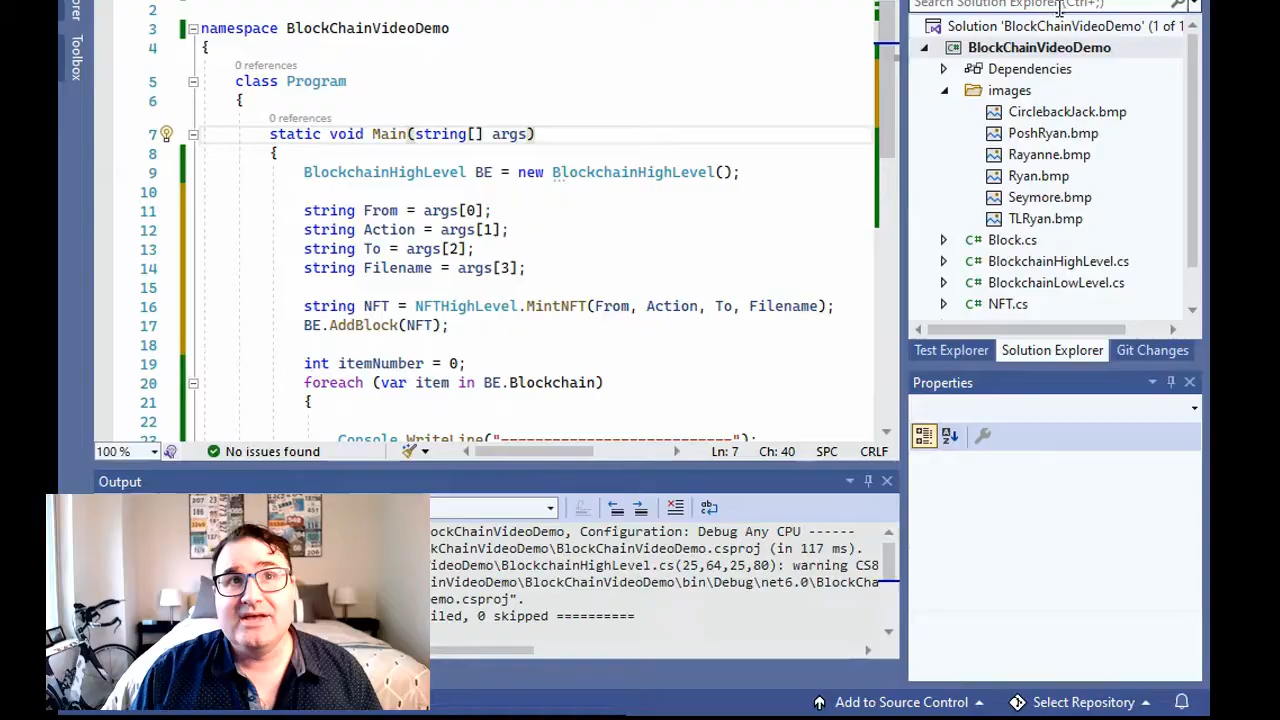 Search Solution Explorer (Ctrl+;)
Toolbox
2
3 namespace BlockChainVideoDemo
4 {
0 references
5 class Program
6 {
0 references
7 static void Main(string[] args)
8 {
9 BlockchainHighLevel BE = new BlockchainHighLevel();
10
11 string From = args[0];
12 string Action = args[1];
13 string To = args[2];
14 string Filename = args[3];
15
16 string NFT = NFTHighLevel.MintNFT(From, Action, To, Filename);
17 BE.AddBlock(NFT);
18
19 int itemNumber = 0;
20 foreach (var item in BE.Blockchain)
21 {
22
23 Console.WriteLine("---------------------------");
100 % No issues found Ln: 7 Ch: 40 SPC CRLF
Solution 'BlockChainVideoDemo' (1 of 1
BlockChainVideoDemo
Dependencies
images
CirclebackJack.bmp
PoshRyan.bmp
Rayanne.bmp
Ryan.bmp
Seymore.bmp
TLRyan.bmp
Block.cs
BlockchainHighLevel.cs
BlockchainLowLevel.cs
NFT.cs
Test Explorer Solution Explorer Git Changes
Properties
Output
lockChainVideoDemo, Configuration: Debug Any CPU ------
kChainVideoDemo\BlockChainVideoDemo.csproj (in 117 ms).
ideoDemo\BlockchainHighLevel.cs(25,64,25,80): warning CS8
inVideoDemo\BlockChainVideoDemo\bin\Debug\net6.0\BlockCha
emo.csproj".
iled, 0 skipped ==========
Add to Source Control Select Repository